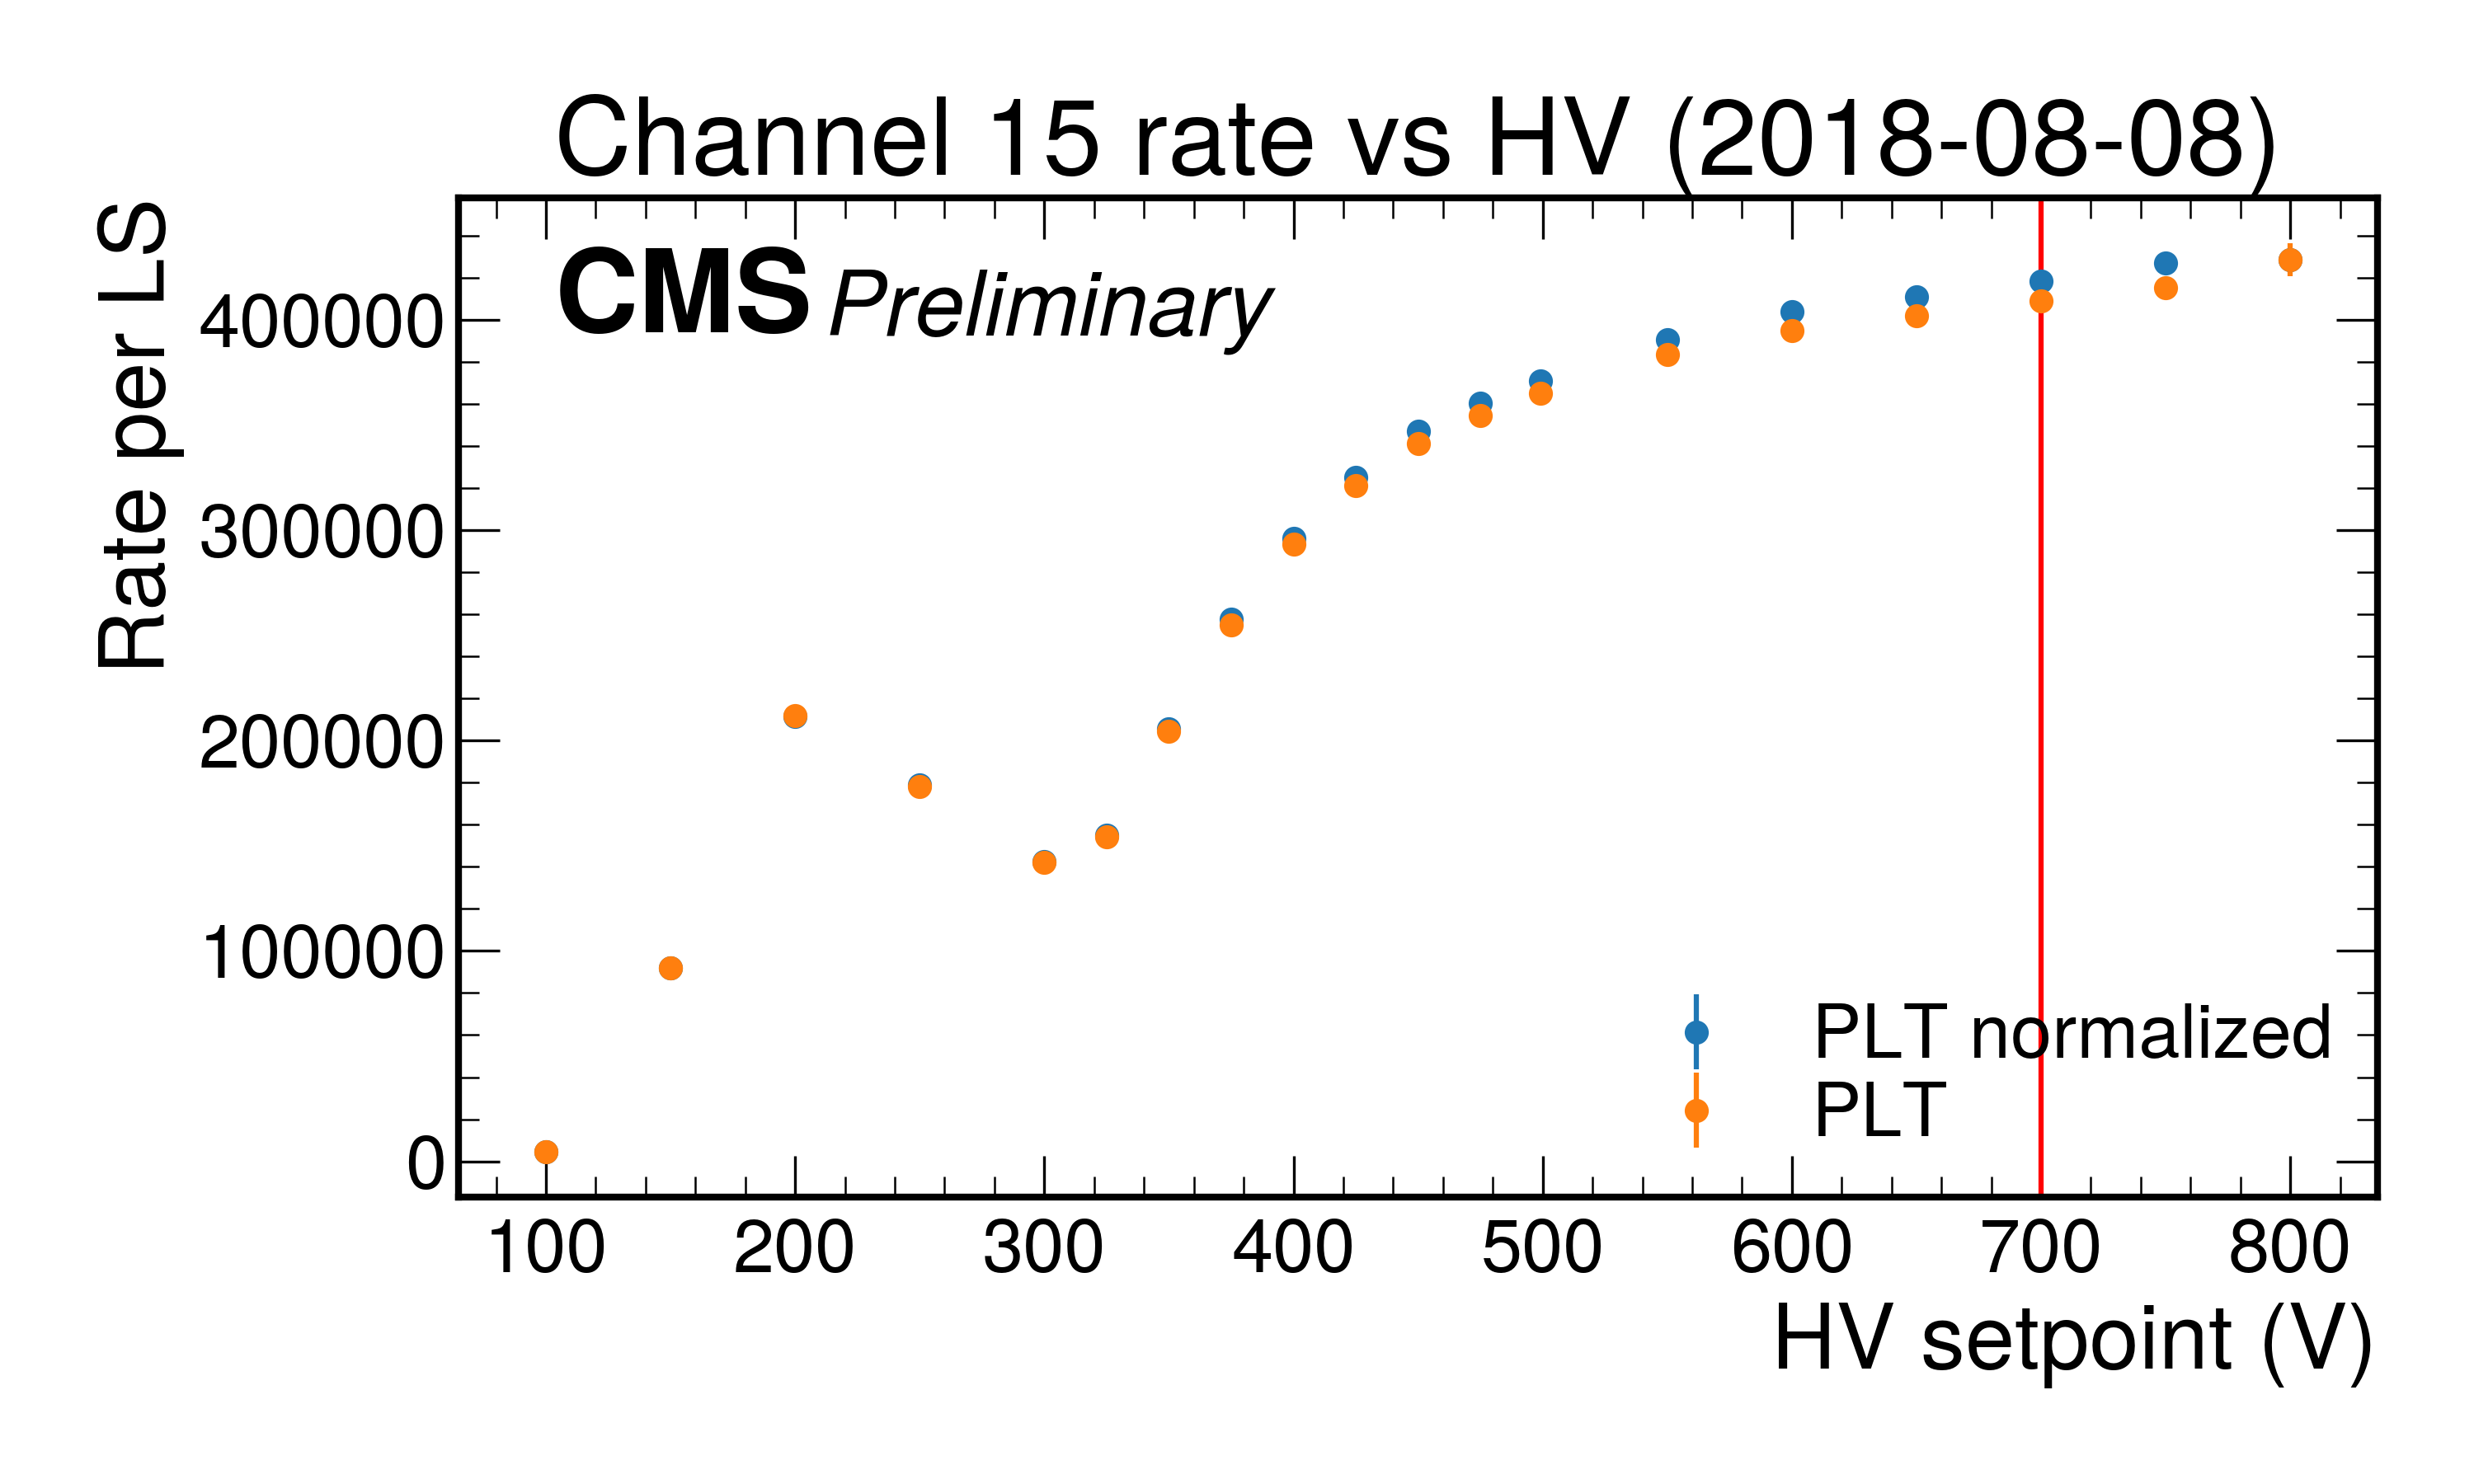 Channel 15 rate vs HV (2018-08-08)
CMS Preliminary
Rate per LS
400000
300000
200000
100000
0
PLT normalized
PLT
100 200 300 400 500 600 700 800
HV setpoint (V)